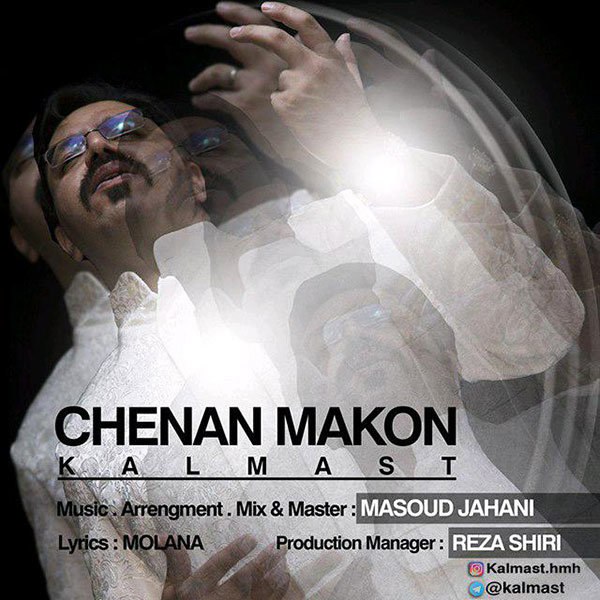 CHENAN MAKON
KALMAST
Music . Arrengment . Mix & Master : MASOUD JAHANI
Lyrics : MOLANA Production Manager : REZA SHIRI
Kalmast.hmh
@kalmast